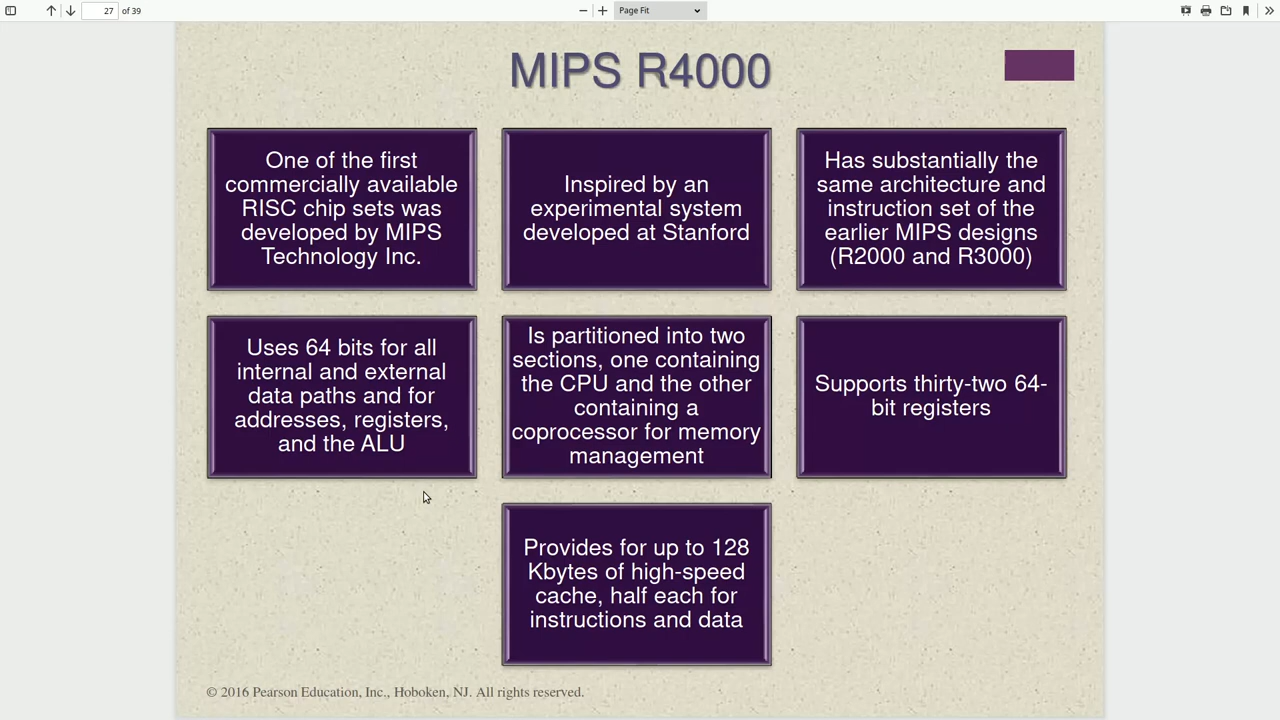 27 of 39
Page Fit
MIPS R4000
One of the first
commercially available
RISC chip sets was
developed by MIPS
Technology Inc.
Inspired by an
experimental system
developed at Stanford
Has substantially the
same architecture and
instruction set of the
earlier MIPS designs
(R2000 and R3000)
Uses 64 bits for all
internal and external
data paths and for
addresses, registers,
and the ALU
Is partitioned into two
sections, one containing
the CPU and the other
containing a
coprocessor for memory
management
Supports thirty-two 64-
bit registers
Provides for up to 128
Kbytes of high-speed
cache, half each for
instructions and data
© 2016 Pearson Education, Inc., Hoboken, NJ. All rights reserved.